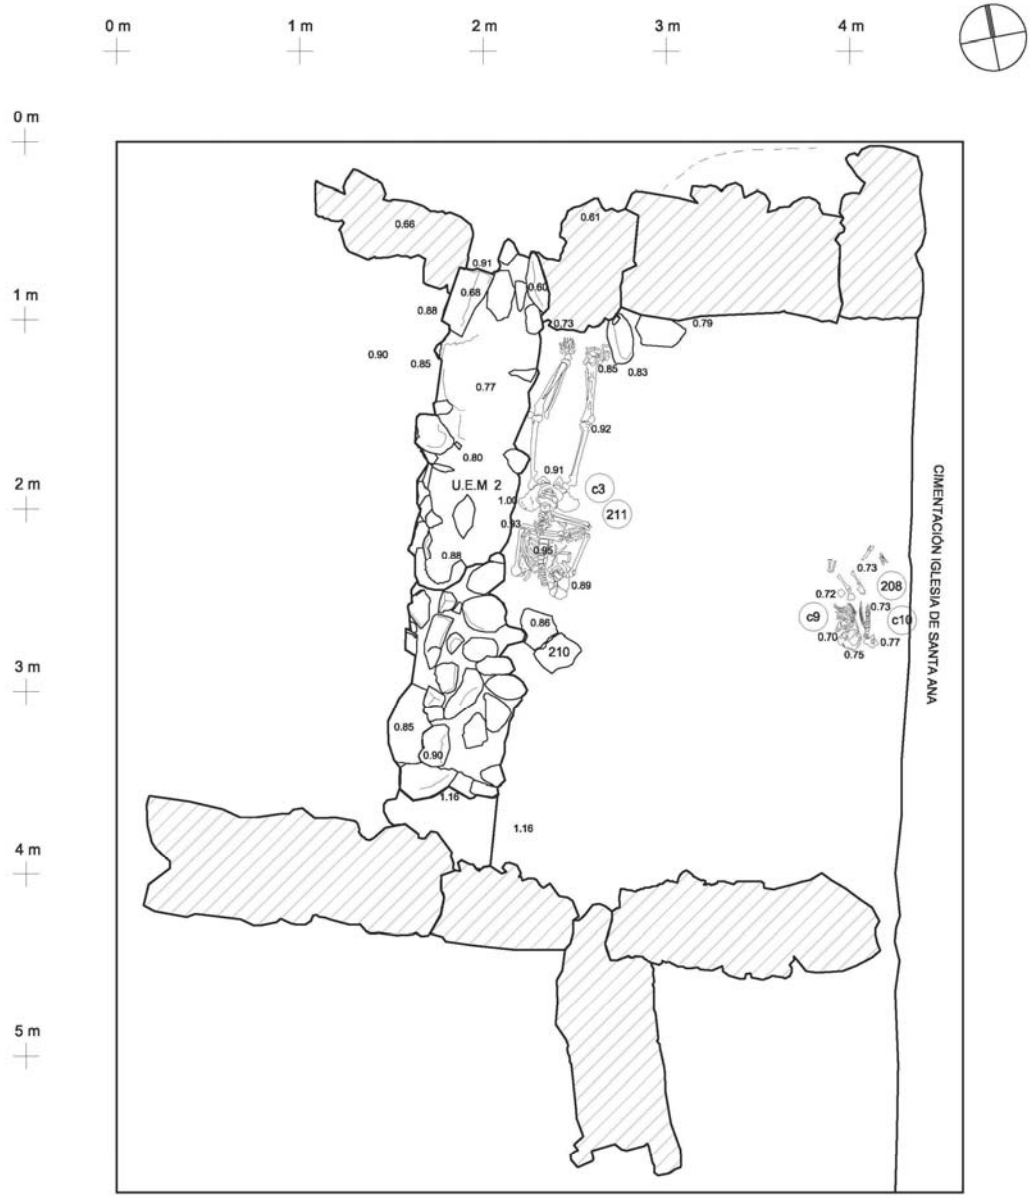 0 m 1 m 2 m 3 m 4 m
0 m
0.61
0.66
0.91
0.68 0.60
1 m
0.88
0.73 0.79
0.90
0.85
0.85 0.83
0.77
0.92
0.80
0.91
2 m
U.E.M 2
c3
1.00
211
0.93
0.95
0.88
0.89
CIMENTACIÓN IGLESIA DE SANTA ANA
0.73
208
0.72
0.73
c9
c10
0.70
0.77
0.75
0.86
210
3 m
0.85
0.90
1.16
1.16
4 m
5 m